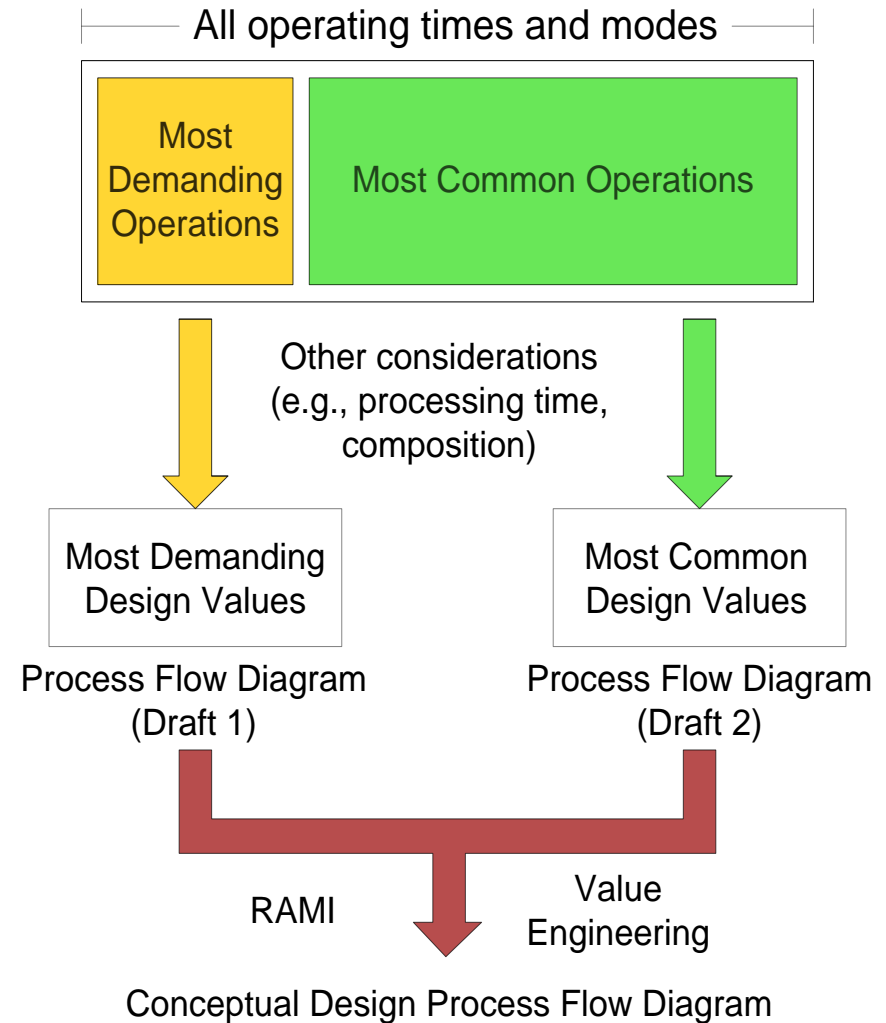 All operating times and modes
Most
Demanding
Operations
Most Common Operations
Other considerations
(e.g., processing time,
composition)
Most Demanding
Design Values
Most Common
Design Values
Process Flow Diagram
(Draft 1)
Process Flow Diagram
(Draft 2)
RAMI
Value
Engineering
Conceptual Design Process Flow Diagram